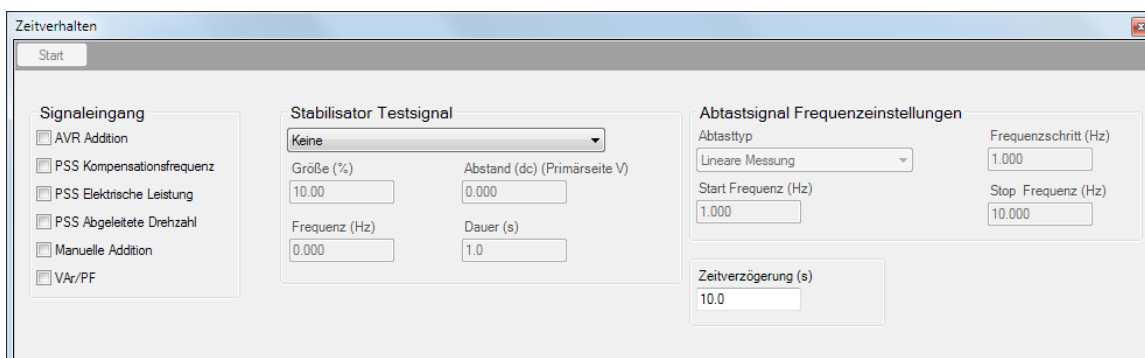 Zeitverhalten
Start
Signaleingang
AVR Addition
PSS Kompensationsfrequenz
PSS Elektrische Leistung
PSS Abgeleitete Drehzahl
Manuelle Addition
VAr/PF
Stabilisator Testsignal
Keine
Größe (%)
Abstand (dc) (Primärseite V)
10.00
0.000
Frequenz (Hz)
Dauer (s)
0.000
1.0
Abtastsignal Frequenzeinstellungen
Abtasttyp
Frequenzschritt (Hz)
Lineare Messung
1.000
Start Frequenz (Hz)
Stop Frequenz (Hz)
1.000
10.000
Zeitverzögerung (s)
10.0